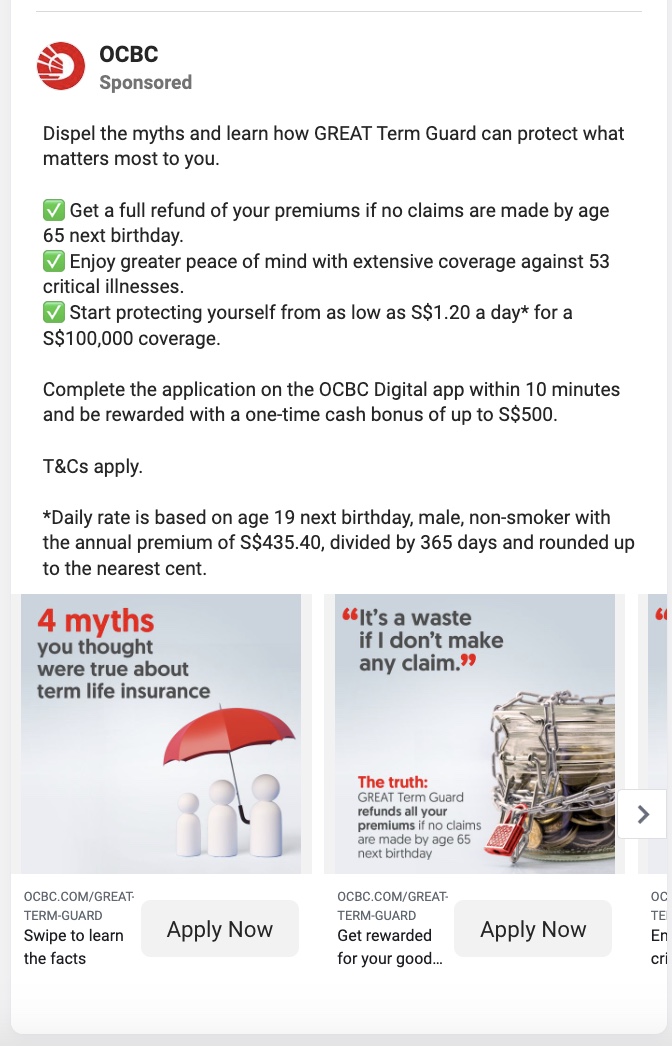 OCBC
Sponsored
Dispel the myths and learn how GREAT Term Guard can protect what
matters most to you.
✅ Get a full refund of your premiums if no claims are made by age
65 next birthday.
✅ Enjoy greater peace of mind with extensive coverage against 53
critical illnesses.
✅ Start protecting yourself from as low as S$1.20 a day* for a
S$100,000 coverage.
Complete the application on the OCBC Digital app within 10 minutes
and be rewarded with a one-time cash bonus of up to S$500.
T&Cs apply.
*Daily rate is based on age 19 next birthday, male, non-smoker with
the annual premium of S$435.40, divided by 365 days and rounded up
to the nearest cent.
4 myths
you thought
were true about
term life insurance
“It’s a waste
if I don’t make
any claim.”
The truth:
GREAT Term Guard
refunds all your
premiums if no claims
are made by age 65
next birthday
“
OCBC.COM/GREAT-
TERM-GUARD
Swipe to learn
the facts
Apply Now
OCBC.COM/GREAT-
TERM-GUARD
Get rewarded
for your good...
Apply Now
OC
TE
En
cri